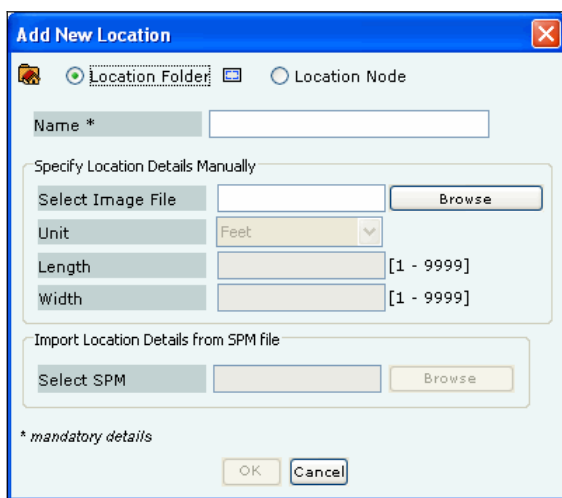 Add New Location
Location Folder Location Node
Name *
Specify Location Details Manually
Select Image File Browse
Unit Feet
Length [1 - 9999]
Width [1 - 9999]
Import Location Details from SPM file
Select SPM Browse
* mandatory details
OK Cancel